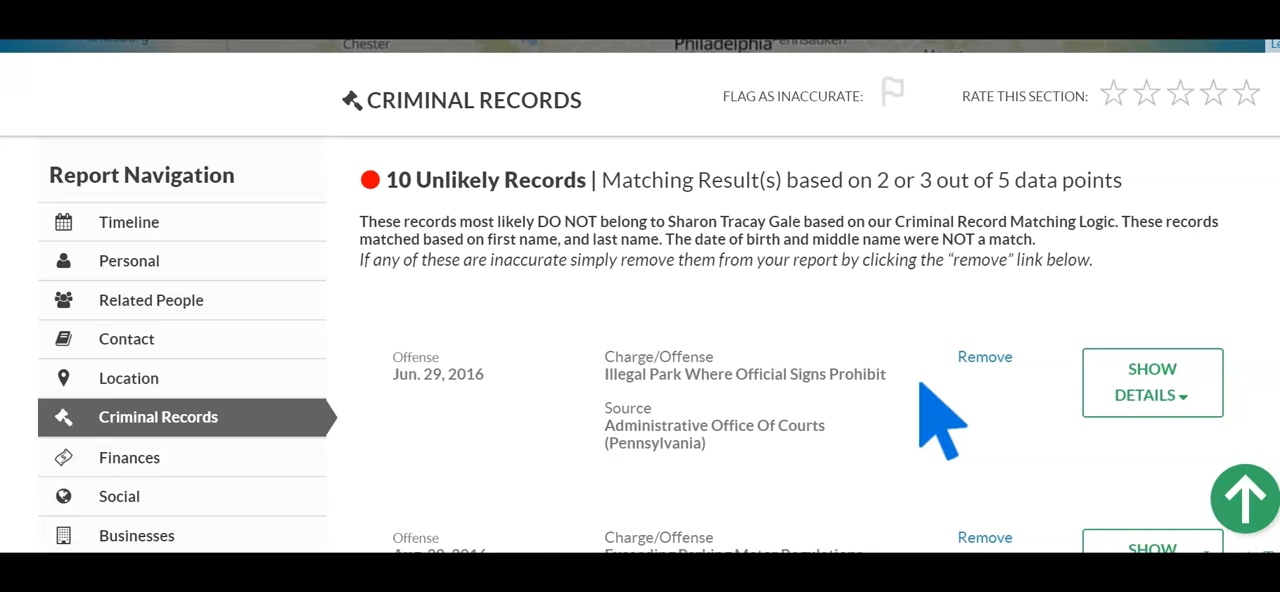 Chester
Philadelphia
CRIMINAL RECORDS
FLAG AS INACCURATE:
RATE THIS SECTION:
Report Navigation
Timeline
Personal
Related People
Contact
Location
Criminal Records
Finances
Social
Businesses
10 Unlikely Records | Matching Result(s) based on 2 or 3 out of 5 data points
These records most likely DO NOT belong to Sharon Tracay Gale based on our Criminal Record Matching Logic. These records
matched based on first name, and last name. The date of birth and middle name were NOT a match.
If any of these are inaccurate simply remove them from your report by clicking the “remove” link below.
Offense
Jun. 29, 2016
Charge/Offense
Illegal Park Where Official Signs Prohibit
Source
Administrative Office Of Courts
(Pennsylvania)
Remove
SHOW
DETAILS
Offense
Charge/Offense
Exceeding Parking Meter Regulations
Remove
SHOW